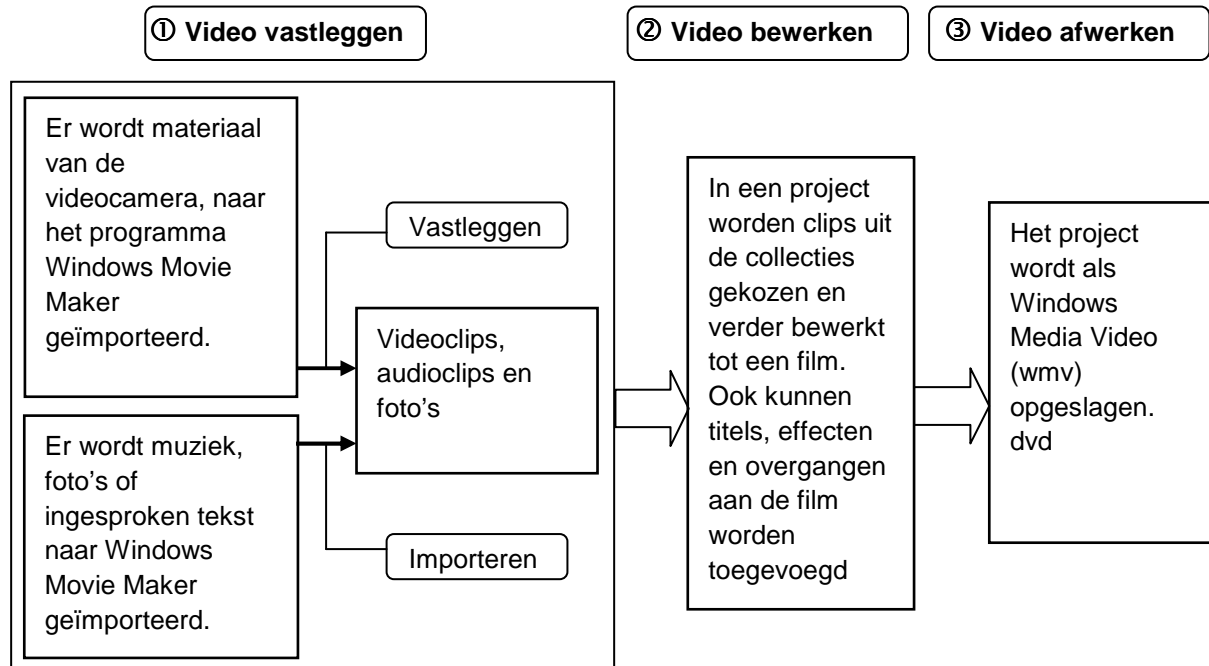 ① Video vastleggen
② Video bewerken
③ Video afwerken
Er wordt materiaal
van de
videocamera, naar
het programma
Windows Movie
Maker
geïmporteerd.
Vastleggen
Videoclips,
audioclips en
foto’s
Er wordt muziek,
foto’s of
ingesproken tekst
naar Windows
Movie Maker
geïmporteerd.
Importeren
In een project
worden clips uit
de collecties
gekozen en
verder bewerkt
tot een film.
Ook kunnen
titels, effecten
en overgangen
aan de film
worden
toegevoegd
Het project
wordt als
Windows
Media Video
(wmv)
opgeslagen.
dvd